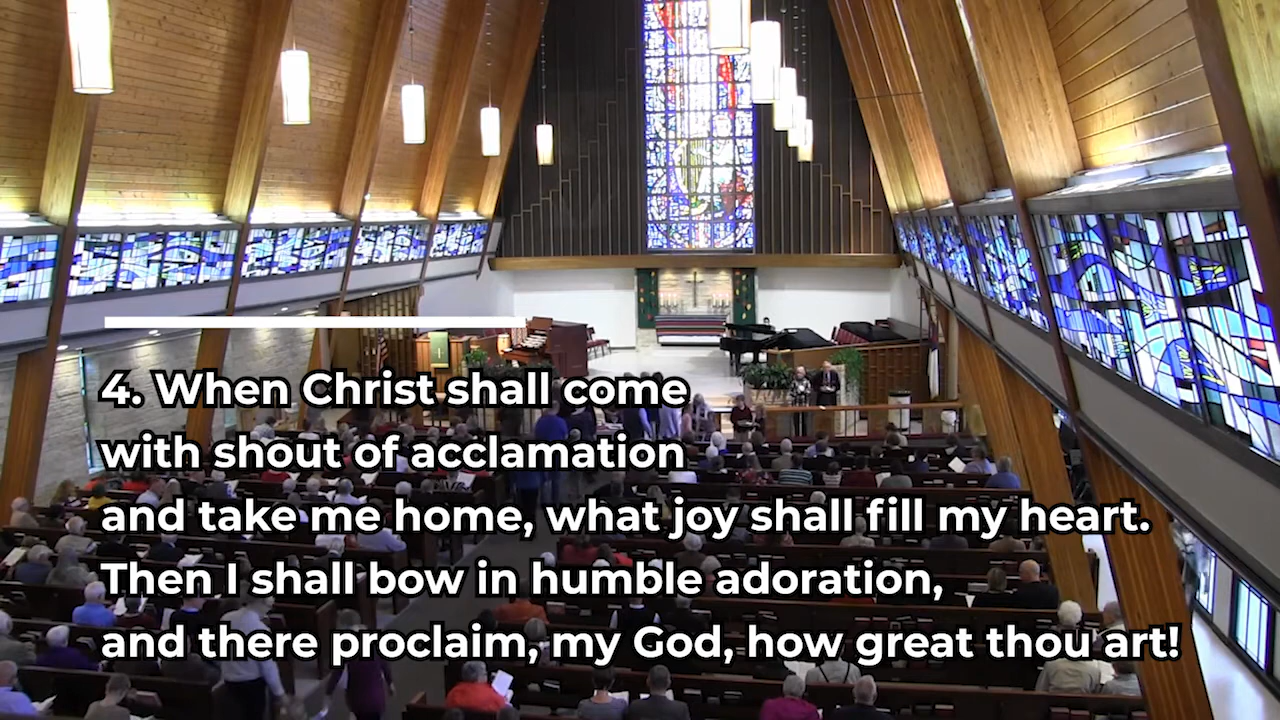 4. When Christ shall come
with shout of acclamation
and take me home, what joy shall fill my heart.
Then I shall bow in humble adoration,
and there proclaim, my God, how great thou art!